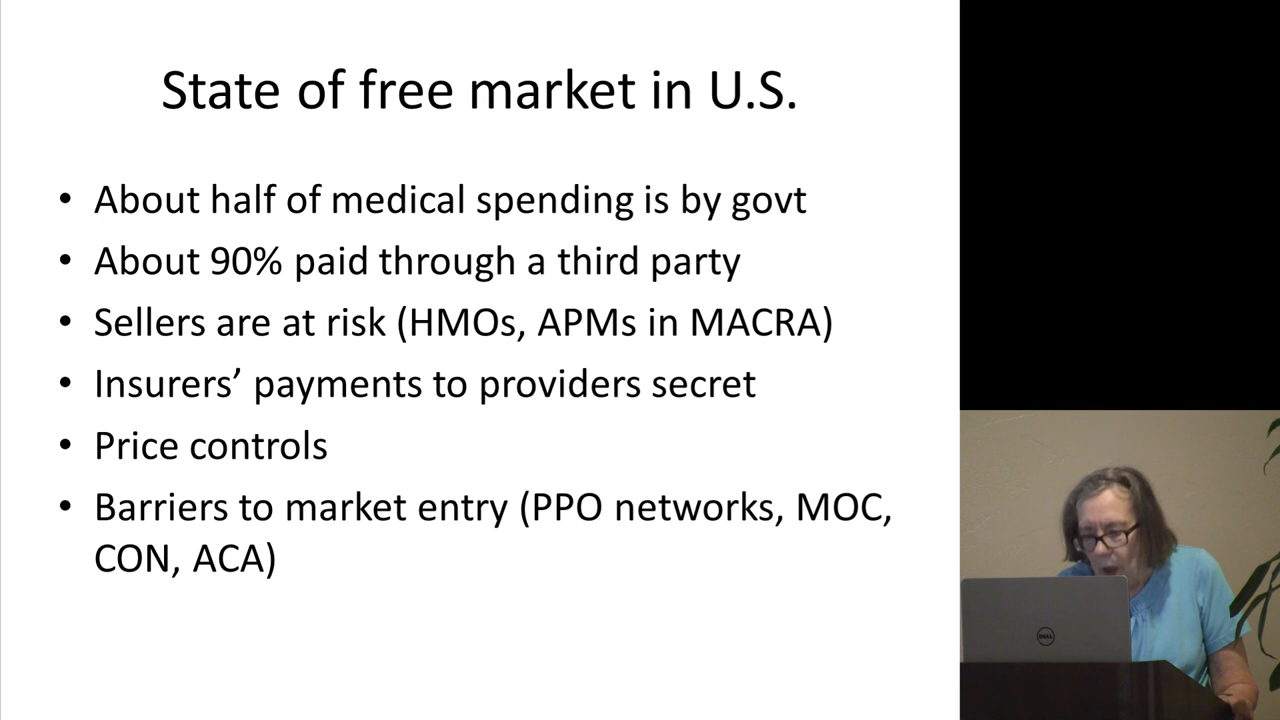 State of free market in U.S.
• About half of medical spending is by govt
• About 90% paid through a third party
• Sellers are at risk (HMOs, APMs in MACRA)
• Insurers’ payments to providers secret
• Price controls
• Barriers to market entry (PPO networks, MOC,
CON, ACA)
DELL